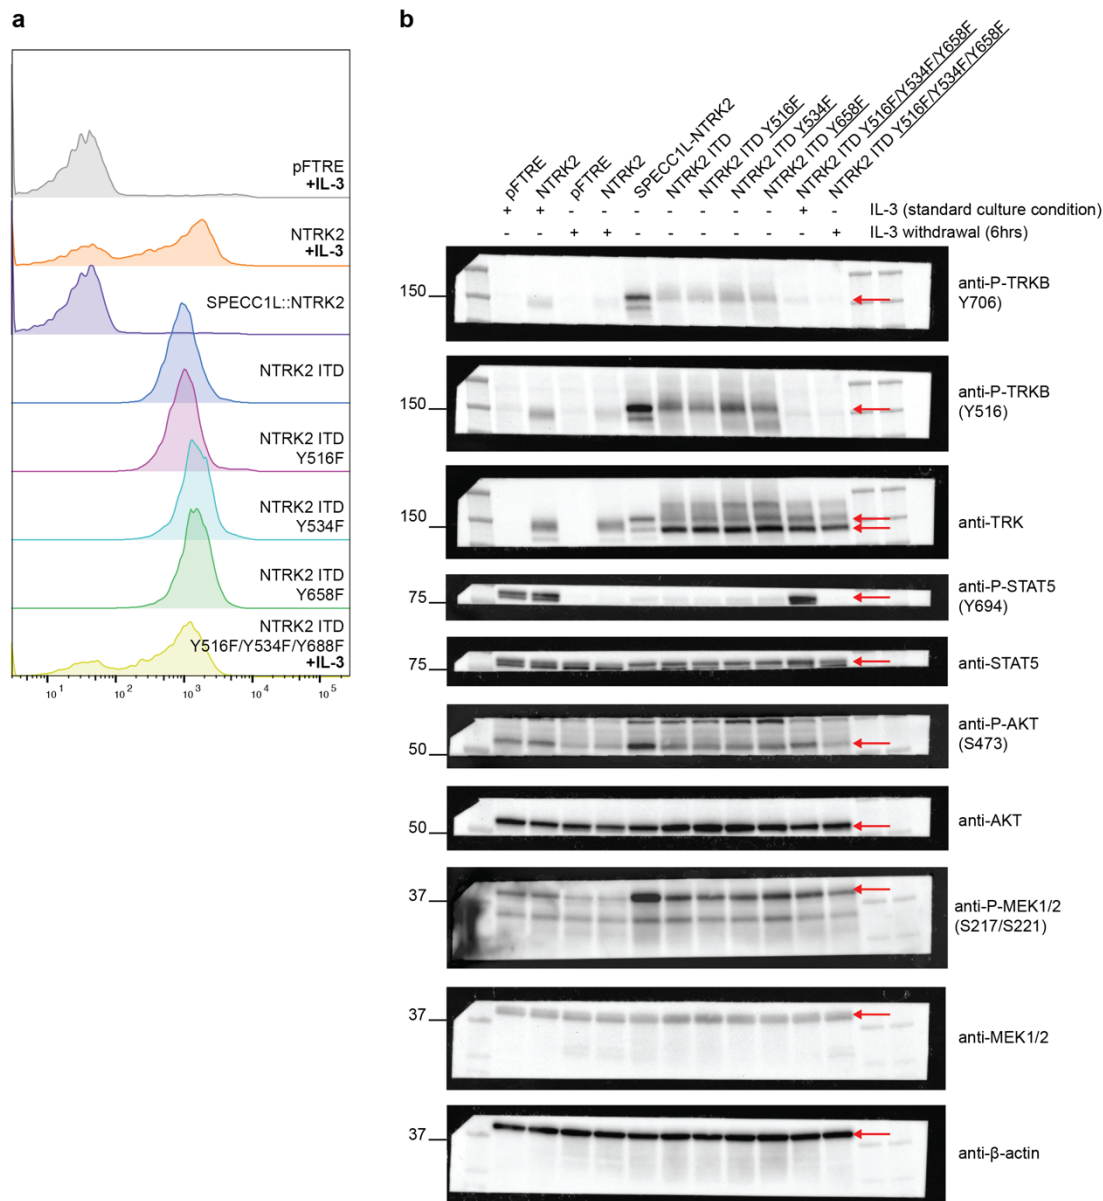 a
pFTRE
+IL-3
NTRK2
+IL-3
SPECC1L::NTRK2
NTRK2 ITD
NTRK2 ITD
Y516F
NTRK2 ITD
Y534F
NTRK2 ITD
Y658F
NTRK2 ITD
Y516F/Y534F/Y688F
+IL-3
10¹ 10² 10³ 10⁴ 10⁵
b
pFTRE
NTRK2
pFTRE
NTRK2
SPECC1L-NTRK2
NTRK2 ITD
NTRK2 ITD Y516F
NTRK2 ITD Y534F
NTRK2 ITD Y658F
NTRK2 ITD Y516F/Y534F/Y658F
NTRK2 ITD Y516F/Y534F/Y658F
+ + - - - - - - - + - IL-3 (standard culture condition)
- - + + - - - - - - + IL-3 withdrawal (6hrs)
150
anti-P-TRKB
Y706
(Y516)
150
anti-P-TRKB
(Y516)
150
anti-TRK
75
anti-P-STAT5
(Y694)
75
anti-STAT5
50
anti-P-AKT
(S473)
50
anti-AKT
37
anti-P-MEK1/2
(S217/S221)
37
anti-MEK1/2
37
anti-β-actin